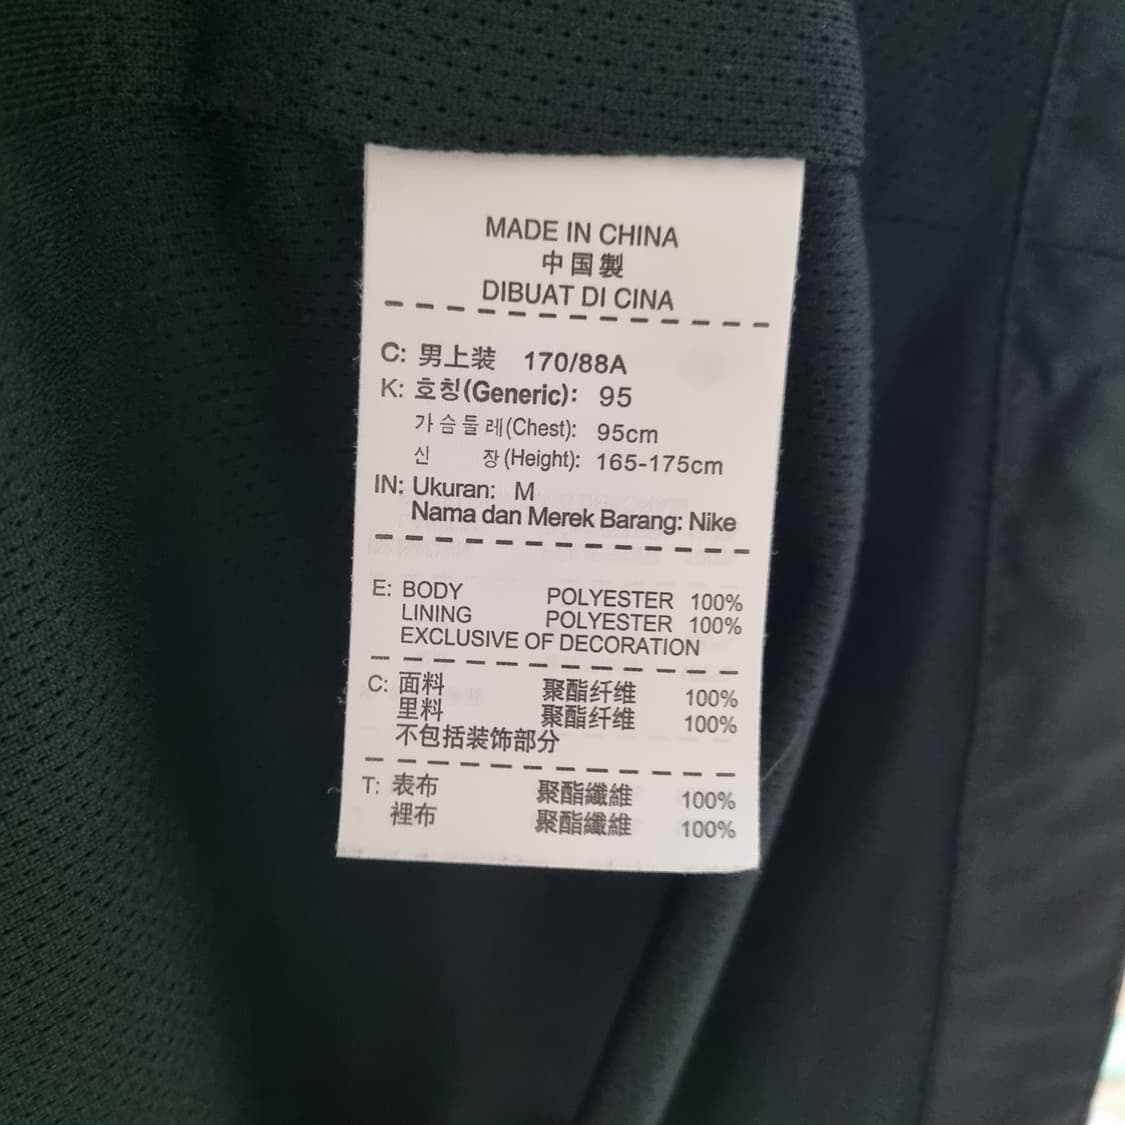 MADE IN CHINA
中国製
DIBUAT DI CINA
C: 男上装 170/88A
K: 호칭(Generic): 95
가슴둘레(Chest): 95cm
신 장(Height): 165-175cm
IN: Ukuran: M
Nama dan Merek Barang: Nike
E: BODY POLYESTER 100%
LINING POLYESTER 100%
EXCLUSIVE OF DECORATION
C: 面料 聚酯纤维 100%
里料 聚酯纤维 100%
不包括装饰部分
T: 表布 聚酯纖維 100%
裡布 聚酯纖維 100%